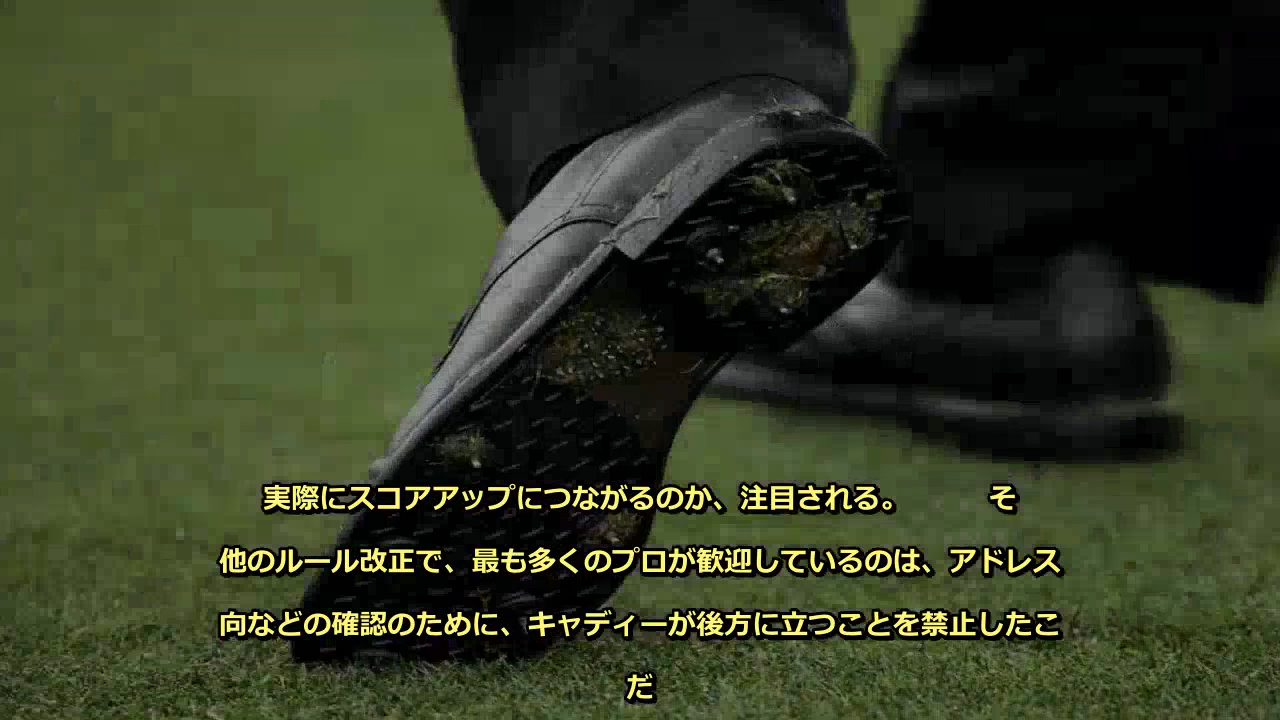 実際にスコアアップにつながるのか、注目される。　　　そ
他のルール改正で、最も多くのプロが歓迎しているのは、アドレス
向などの確認のために、キャディーが後方に立つことを禁止したこ
だ